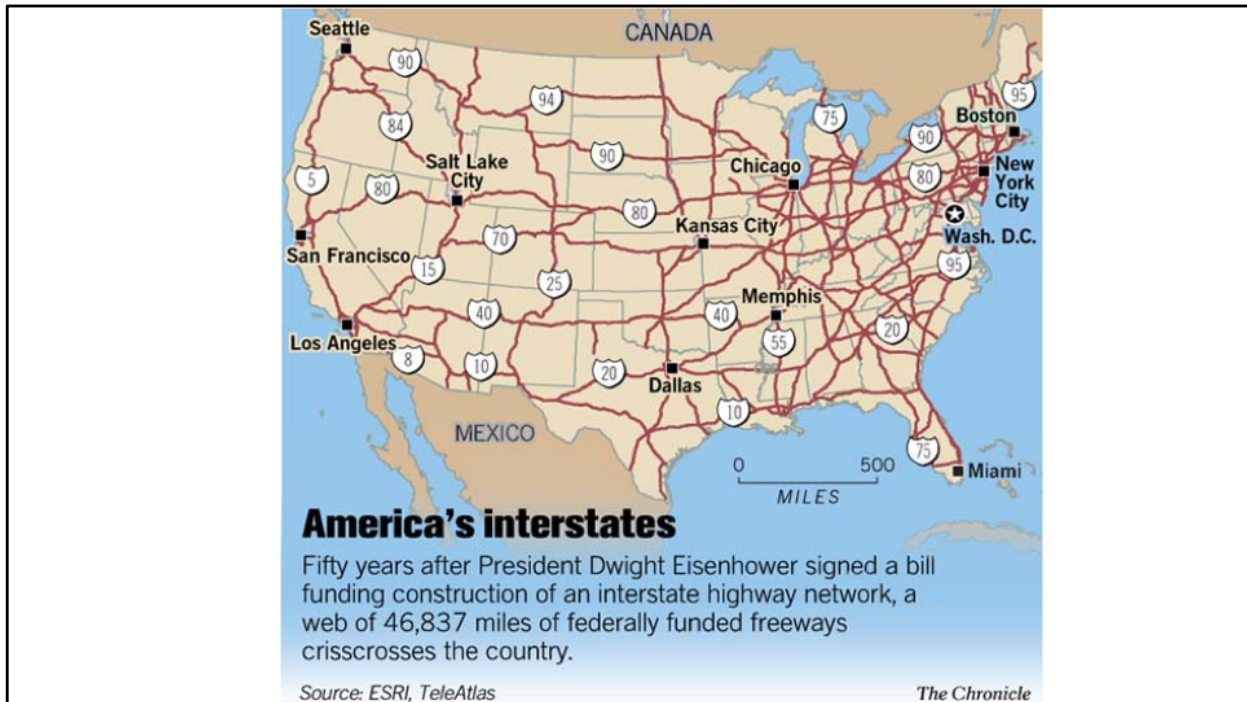 Seattle
CANADA
90
94
75
95
Boston
84
90
90
Chicago
Salt Lake
City
5
80
80
New
York
City
80
Kansas City
Wash. D.C.
San Francisco
70
15
25
95
Memphis
40
40
55
20
Los Angeles
8
10
20
Dallas
10
MEXICO
75
Miami
0 500
MILES
America's interstates
Fifty years after President Dwight Eisenhower signed a bill
funding construction of an interstate highway network, a
web of 46,837 miles of federally funded freeways
crisscrosses the country.
Source: ESRI, TeleAtlas
The Chronicle